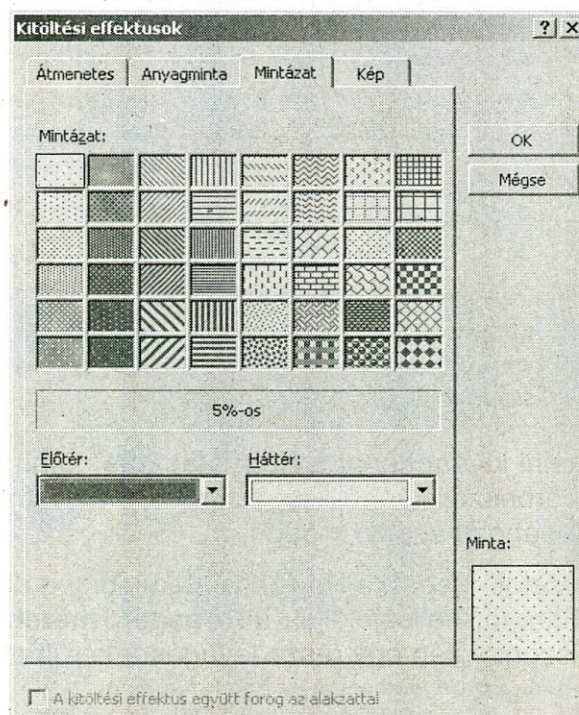 Kitöltési effektusok
Átmenetes Anyagminta Mintázat Kép
Mintázat:
OK
Mégse
5%-os
Előtér: Háttér:
Minta:
A kitöltési effektus együtt forog az alakzattal